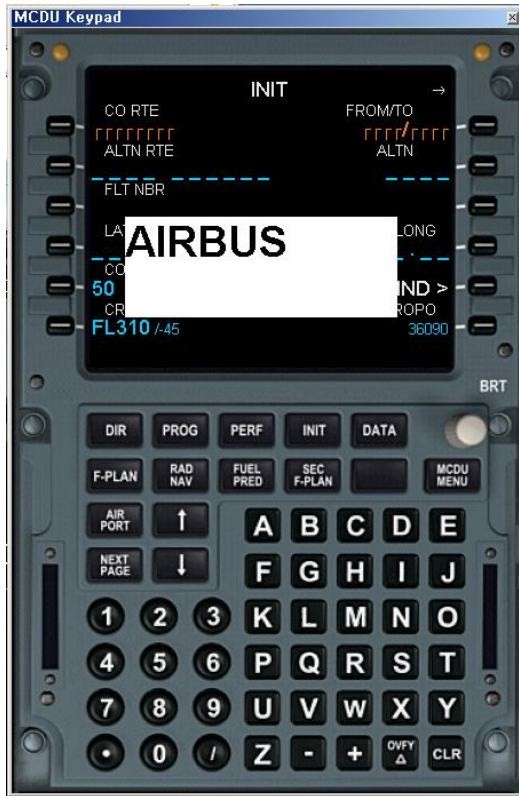 MCDU Keypad
INIT →
CO RTE FROM/TO
/
ALTN RTE ALTN
FLT NBR
LA LONG
AIRBUS
CO
50 IND >
CR ROPO
FL310 /-45 36090
BRT
DIR PROG PERF INIT DATA
F-PLAN RAD NAV FUEL PRED SEC F-PLAN MCDU MENU
AIR PORT ↑ A B C D E
NEXT PAGE ↓ F G H I J
1 2 3 K L M N O
4 5 6 P Q R S T
7 8 9 U V W X Y
. 0 / Z - + OVFY Δ CLR